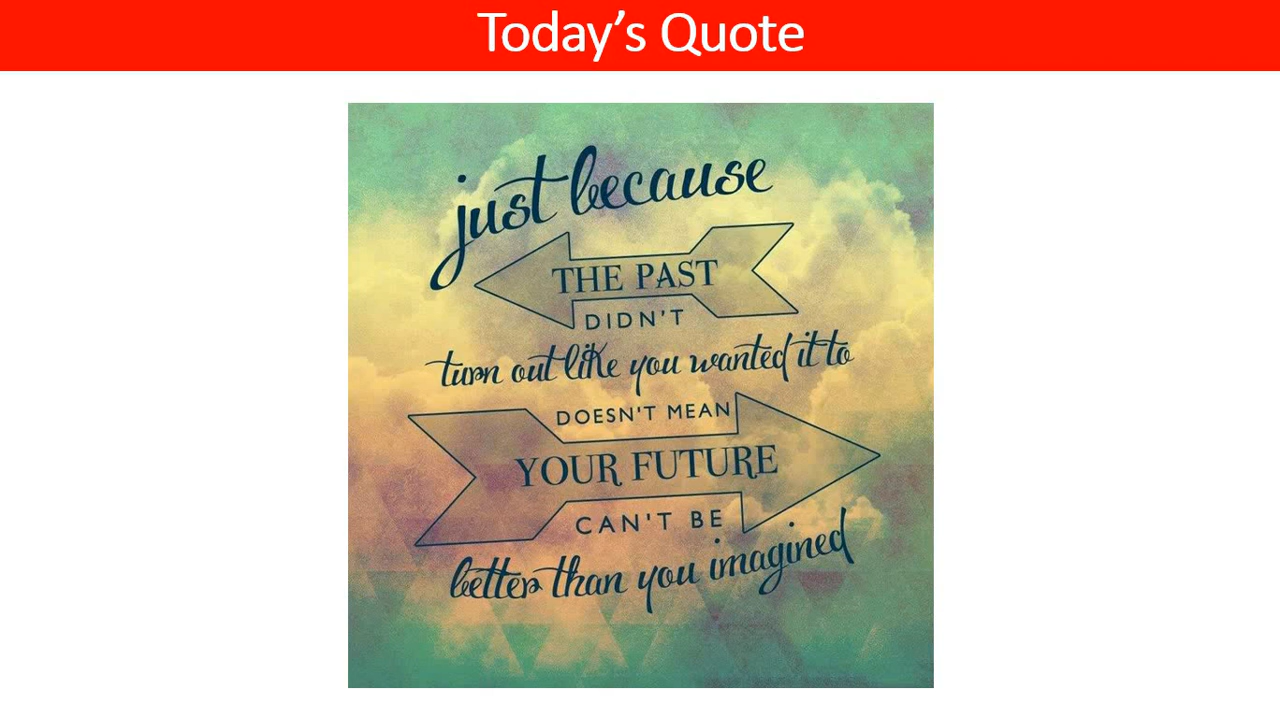 Today’s Quote
just because
THE PAST
DIDN'T
turn out like you wanted it to
DOESN'T MEAN
YOUR FUTURE
CAN'T BE
better than you imagined